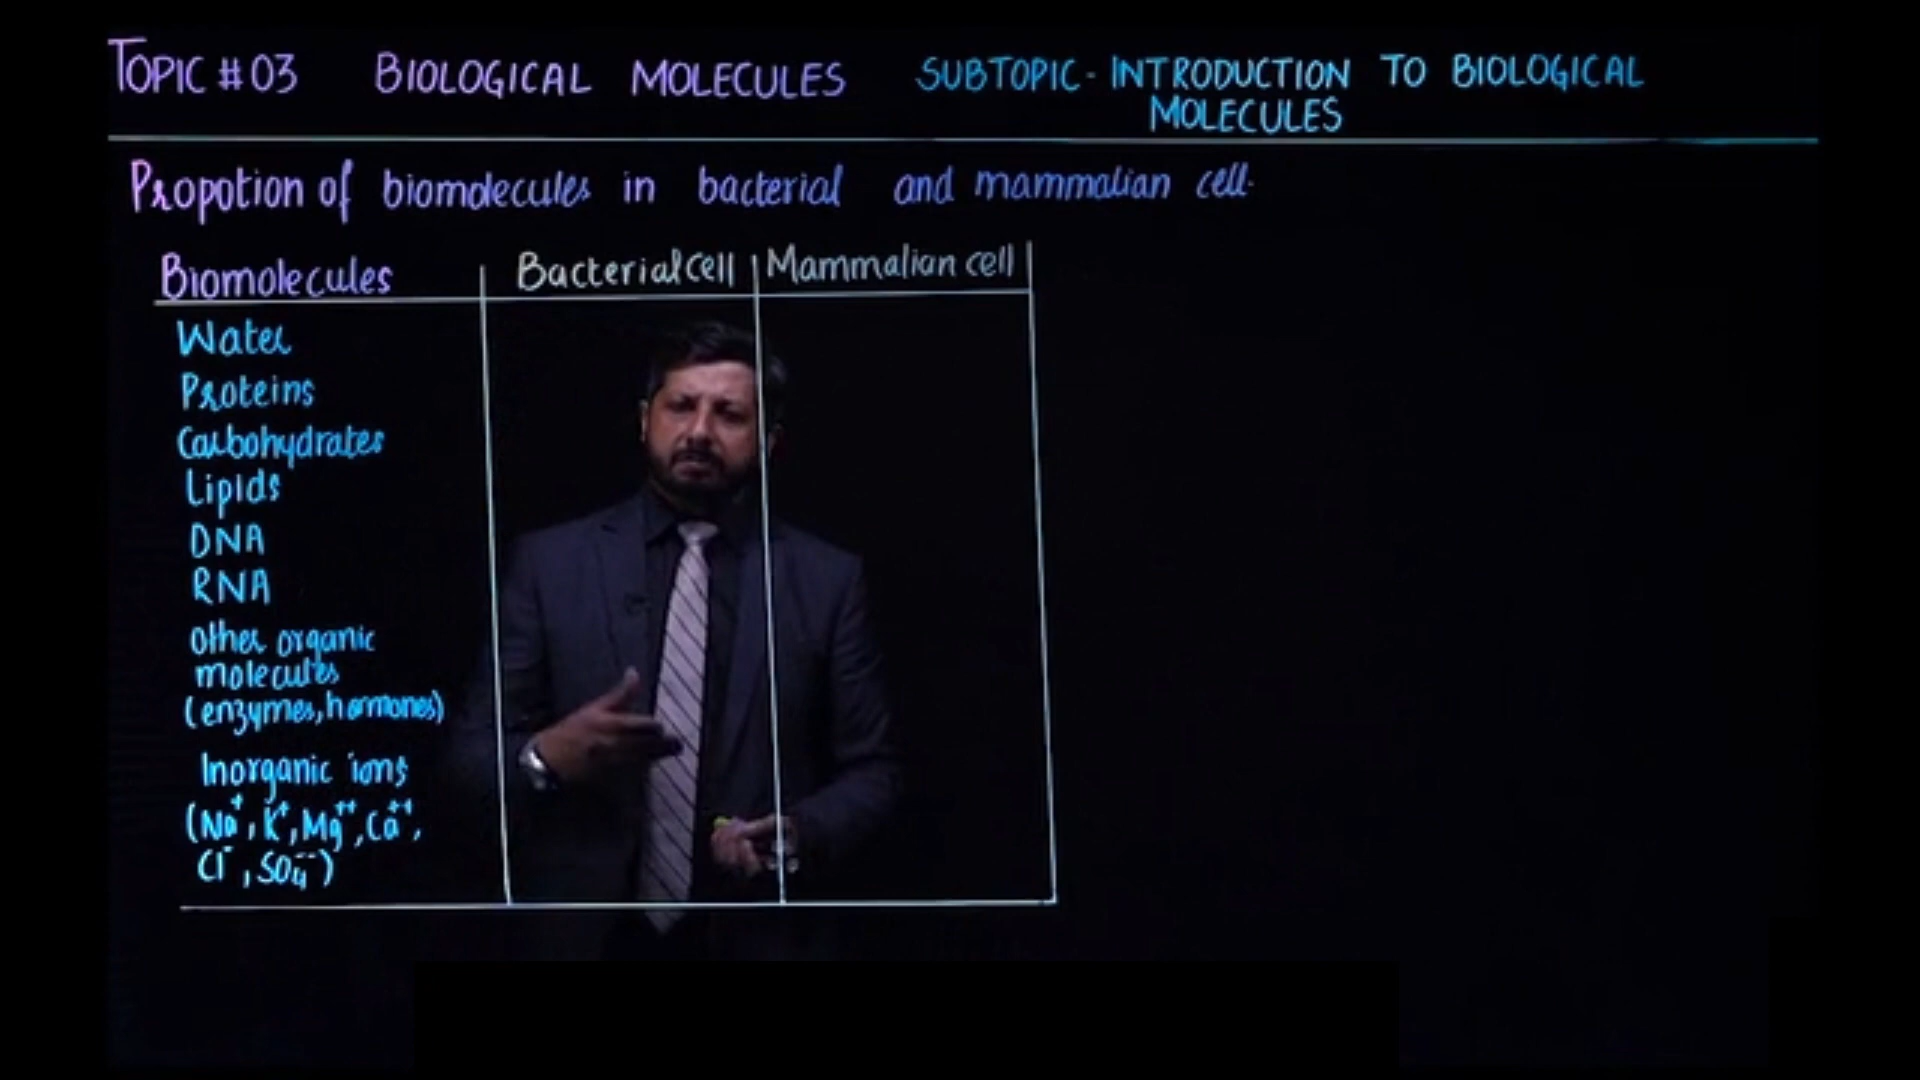 TOPIC # 03 BIOLOGICAL MOLECULES SUBTOPIC - INTRODUCTION TO BIOLOGICAL
MOLECULES
Propotion of biomolecules in bacterial and mammalian cell.
Biomolecules Bacterial cell Mammalian cell
Water
Proteins
Carbohydrates
Lipids
DNA
RNA
Other organic
molecules
(enzymes, hormones)
Inorganic ions
(Na⁺, K⁺, Mg⁺⁺, Ca⁺⁺,
Cl⁻, SO₄⁻⁻)